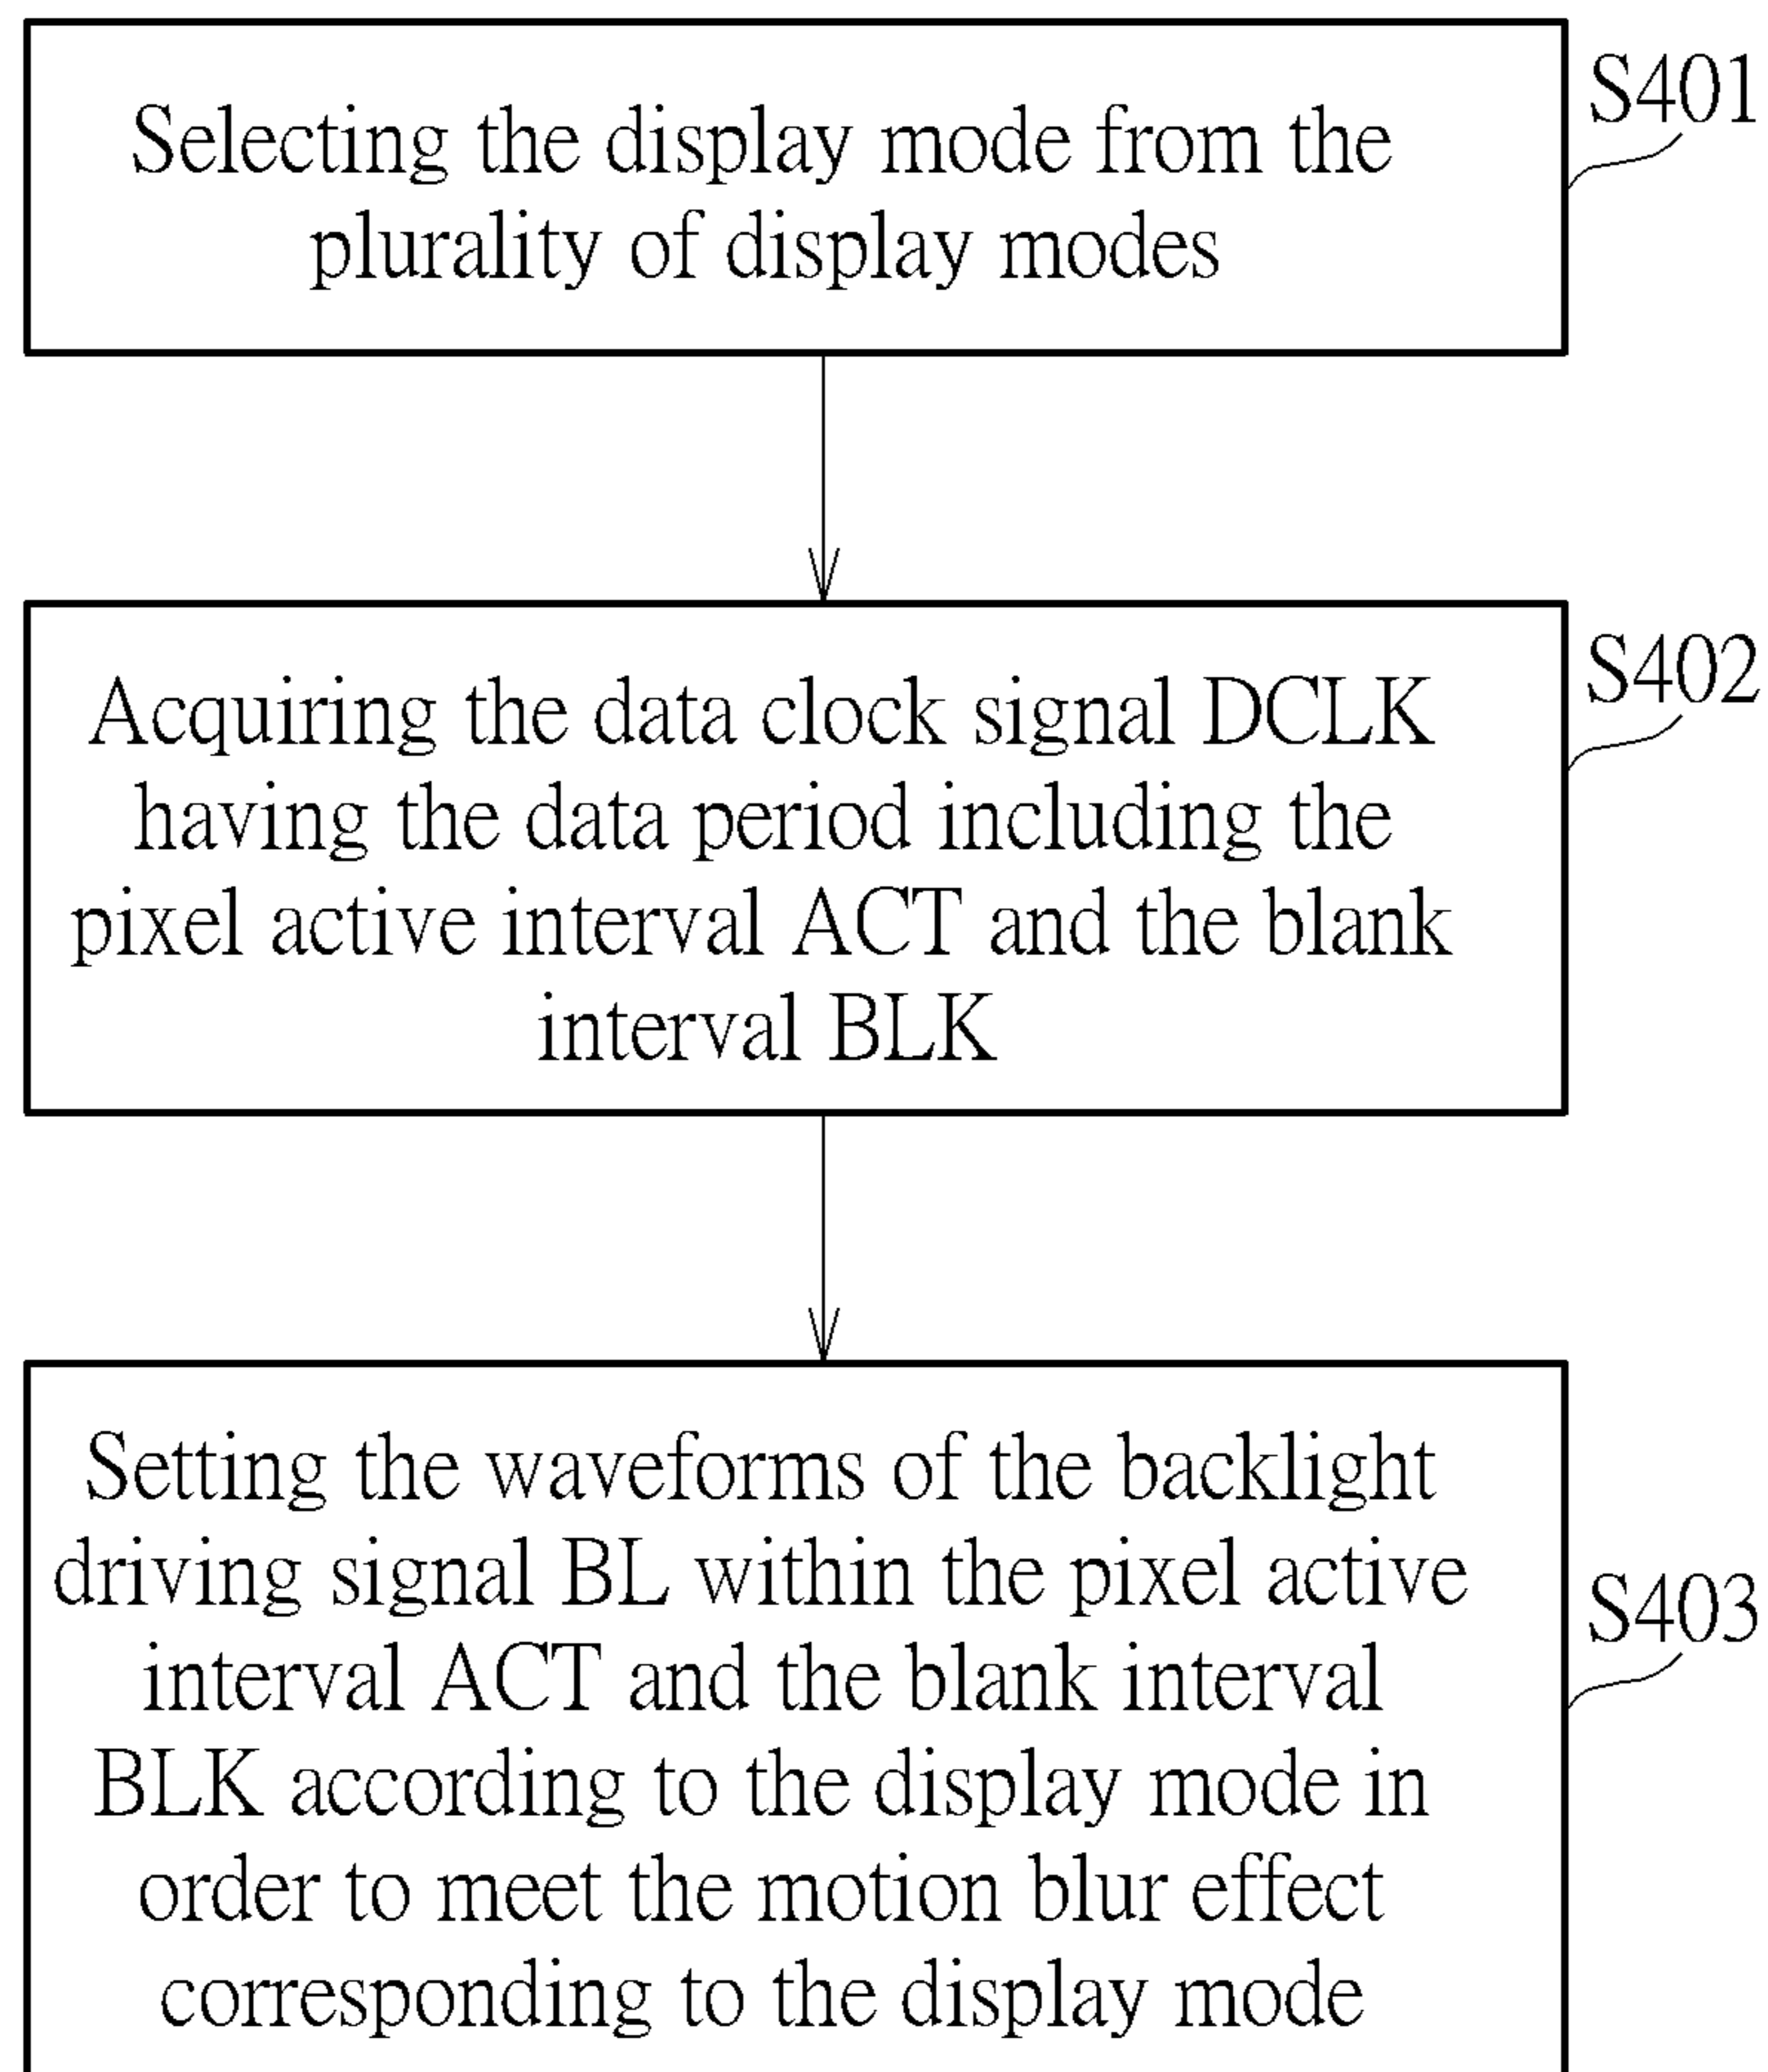 Selecting the display mode from the
plurality of display modes
S401
Acquiring the data clock signal DCLK
having the data period including the
pixel active interval ACT and the blank
interval BLK
S402
Setting the waveforms of the backlight
driving signal BL within the pixel active
interval ACT and the blank interval
BLK according to the display mode in
order to meet the motion blur effect
corresponding to the display mode
S403